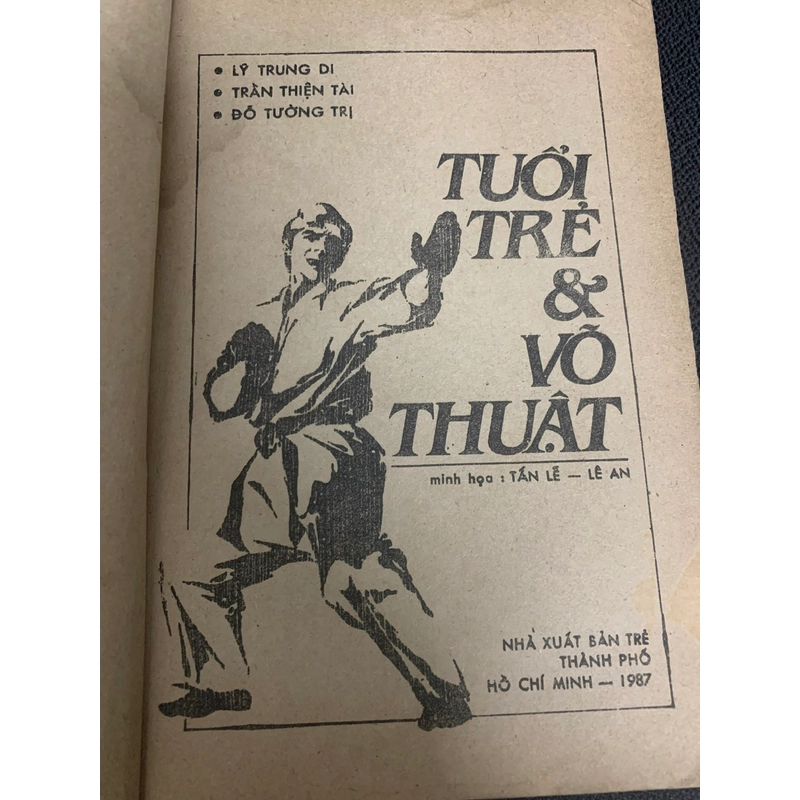 • LÝ TRUNG DI
• TRẦN THIỆN TÀI
• ĐỖ TƯỜNG TRỊ
TUỔI
TRẺ
&
VÕ
THUẬT
minh họa : TẤN LỄ — LÊ AN
NHÀ XUẤT BẢN TRẺ
THÀNH PHỐ
HỒ CHÍ MINH — 1987